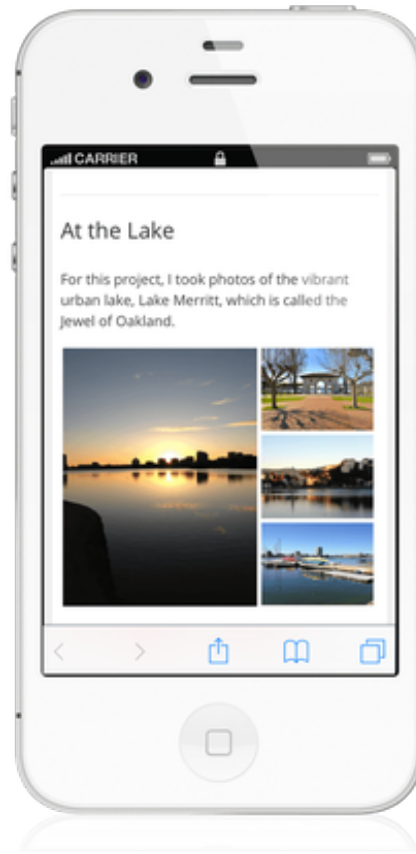 CARRIER
At the Lake
For this project, I took photos of the vibrant
urban lake, Lake Merritt, which is called the
Jewel of Oakland.